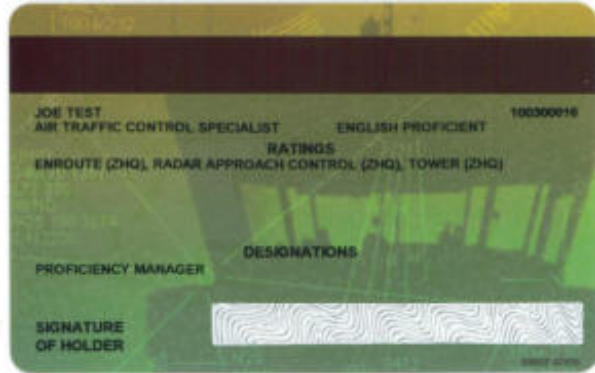 JOE TEST 100300016
AIR TRAFFIC CONTROL SPECIALIST ENGLISH PROFICIENT
RATINGS
ENROUTE (ZHQ), RADAR APPROACH CONTROL (ZHQ), TOWER (ZHQ)
DESIGNATIONS
PROFICIENCY MANAGER
SIGNATURE
OF HOLDER